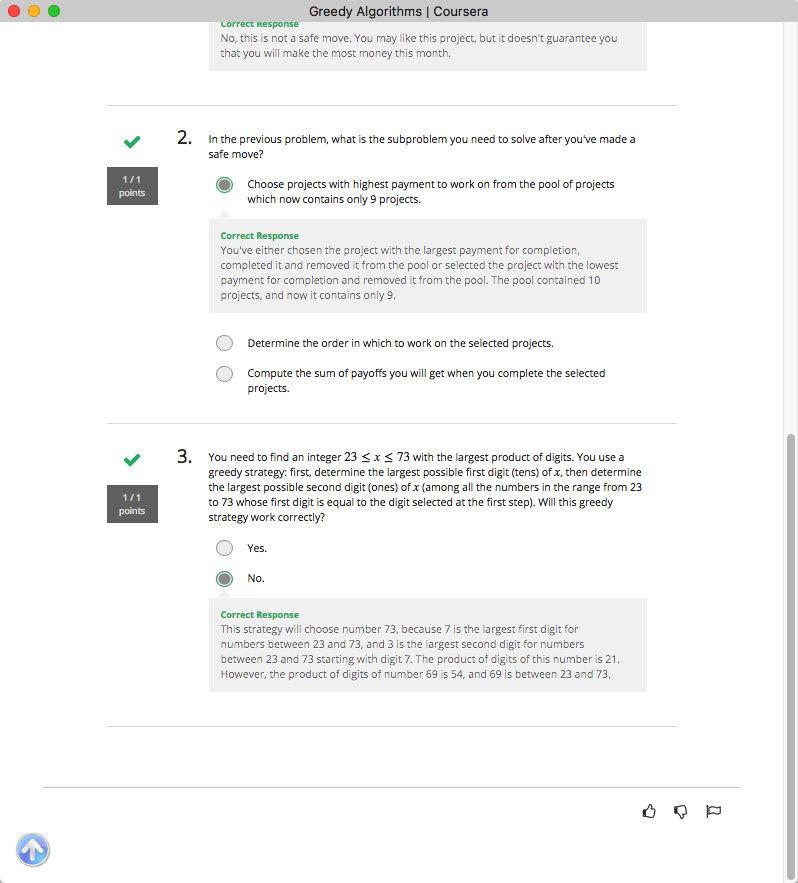 Greedy Algorithms | Coursera
Correct Response
No, this is not a safe move. You may like this project, but it doesn't guarantee you
that you will make the most money this month.
2.
In the previous problem, what is the subproblem you need to solve after you've made a
safe move?
1 / 1
points
Choose projects with highest payment to work on from the pool of projects
which now contains only 9 projects.
Correct Response
You've either chosen the project with the largest payment for completion,
completed it and removed it from the pool or selected the project with the lowest
payment for completion and removed it from the pool. The pool contained 10
projects, and now it contains only 9.
Determine the order in which to work on the selected projects.
Compute the sum of payoffs you will get when you complete the selected
projects.
3.
You need to find an integer 23 ≤ x ≤ 73 with the largest product of digits. You use a
greedy strategy: first, determine the largest possible first digit (tens) of x, then determine
the largest possible second digit (ones) of x (among all the numbers in the range from 23
to 73 whose first digit is equal to the digit selected at the first step). Will this greedy
strategy work correctly?
1 / 1
points
Yes.
No.
Correct Response
This strategy will choose number 73, because 7 is the largest first digit for
numbers between 23 and 73, and 3 is the largest second digit for numbers
between 23 and 73 starting with digit 7. The product of digits of this number is 21.
However, the product of digits of number 69 is 54, and 69 is between 23 and 73.